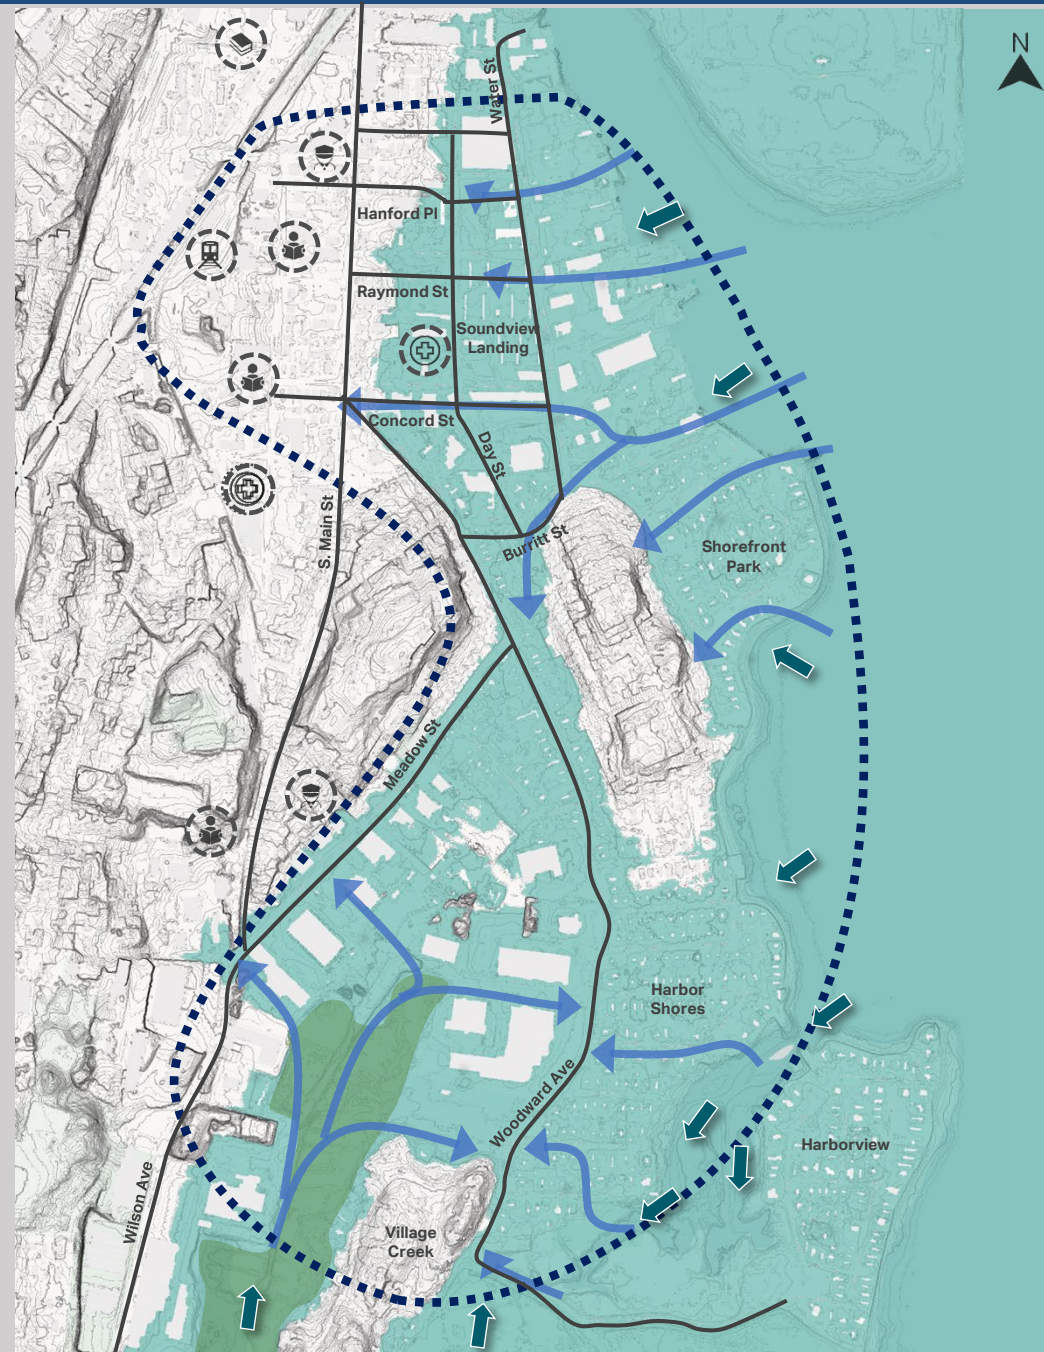 N
Water St
Hanford Pl
Raymond St
Soundview
Landing
Concord St
Day St
S. Main St
Burritt St
Shorefront
Park
Meadow St
Harbor
Shores
Woodward Ave
Harborview
Wilson Ave
Village
Creek